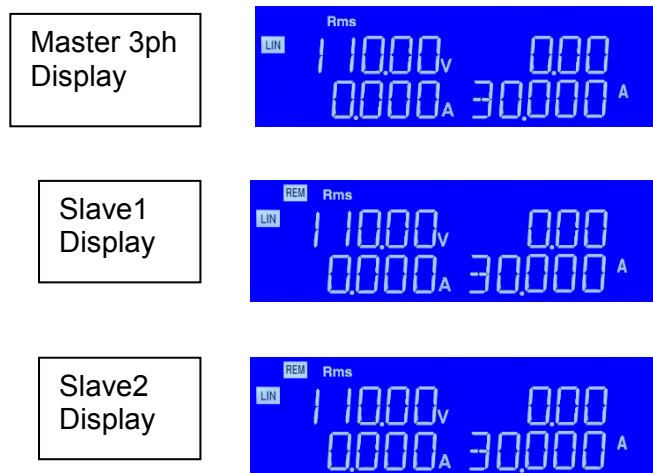 Master 3ph
Display
Rms
LIN 110.00V 0.00
0.000A 30.000 A
Slave1
Display
REM Rms
LIN 110.00V 0.00
0.000A 30.000 A
Slave2
Display
REM Rms
LIN 110.00V 0.00
0.000A 30.000 A